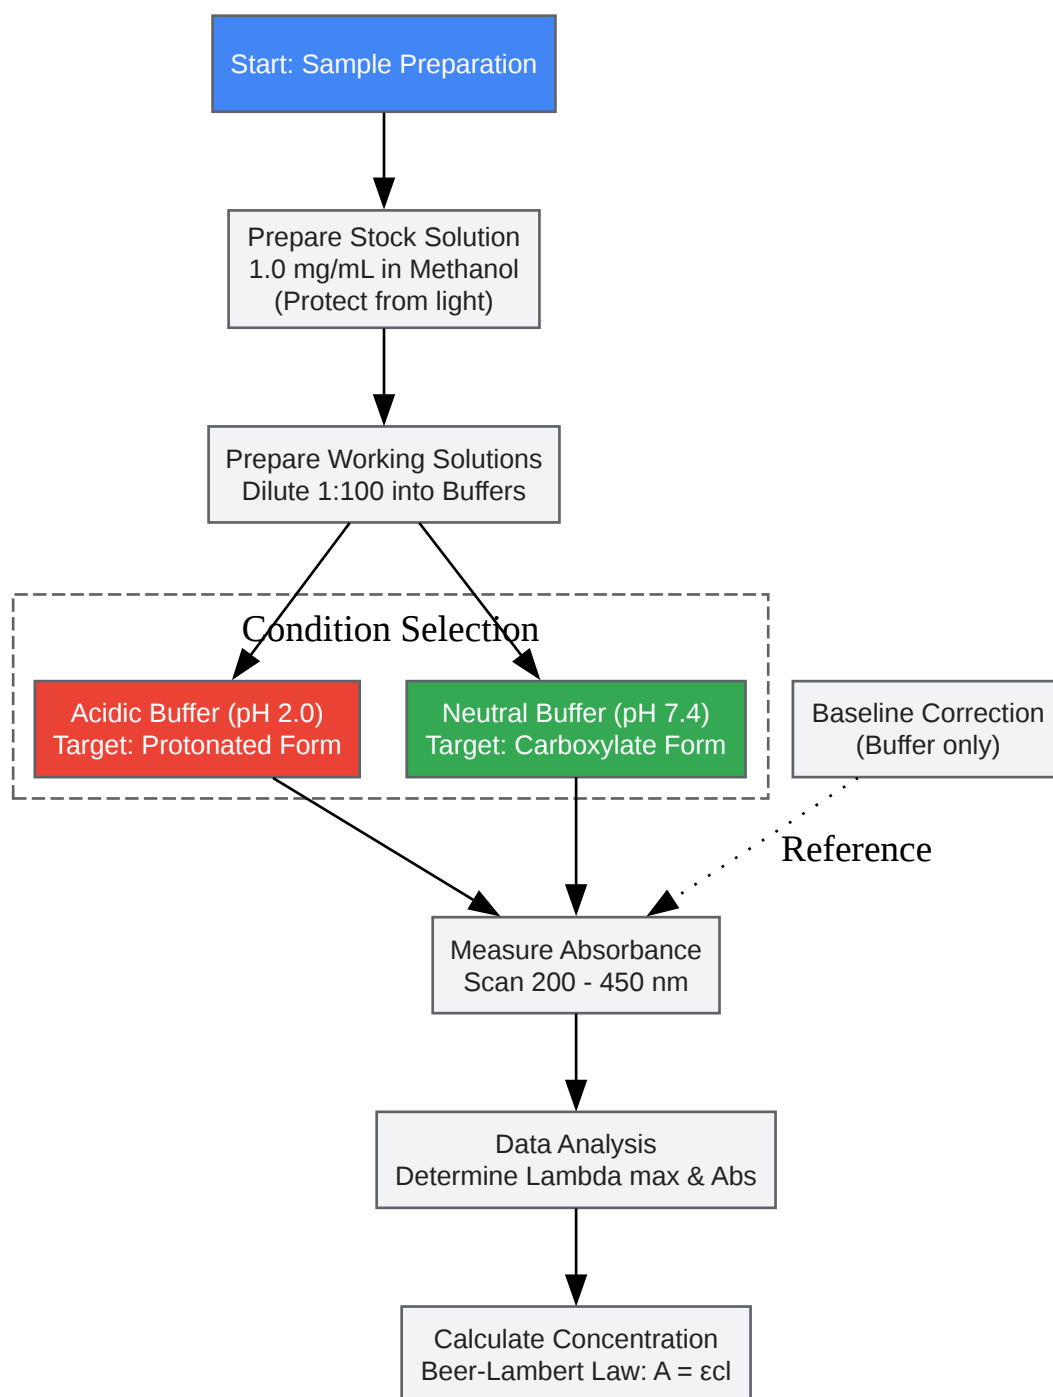 Start: Sample Preparation
Prepare Stock Solution
1.0 mg/mL in Methanol
(Protect from light)
Prepare Working Solutions
Dilute 1:100 into Buffers
Condition Selection
Acidic Buffer (pH 2.0)
Target: Protonated Form
Neutral Buffer (pH 7.4)
Target: Carboxylate Form
Baseline Correction
(Buffer only)
Reference
Measure Absorbance
Scan 200 - 450 nm
Data Analysis
Determine Lambda max & Abs
Calculate Concentration
Beer-Lambert Law: A = εcl